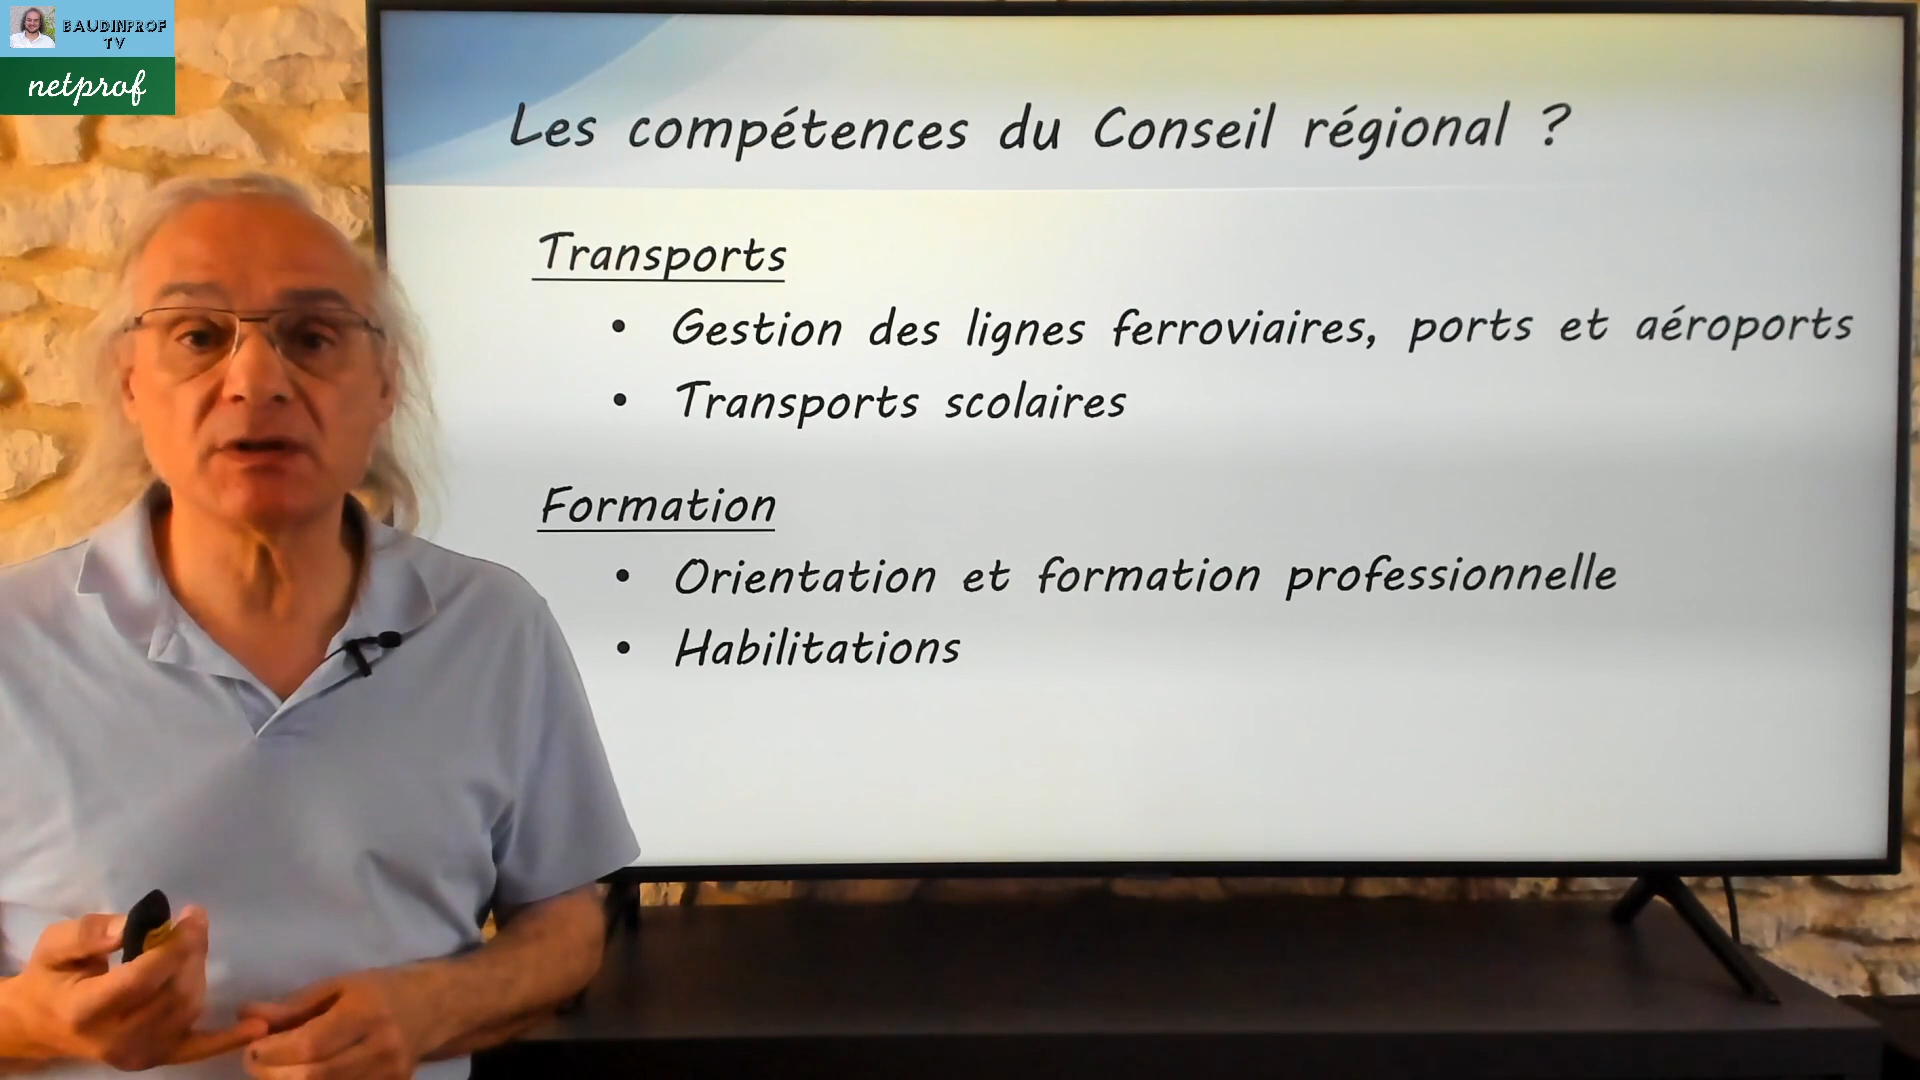 BAUDINPROF
TV
netprof
Les compétences du Conseil régional ?
Transports
• Gestion des lignes ferroviaires, ports et aéroports
• Transports scolaires
Formation
• Orientation et formation professionnelle
• Habilitations